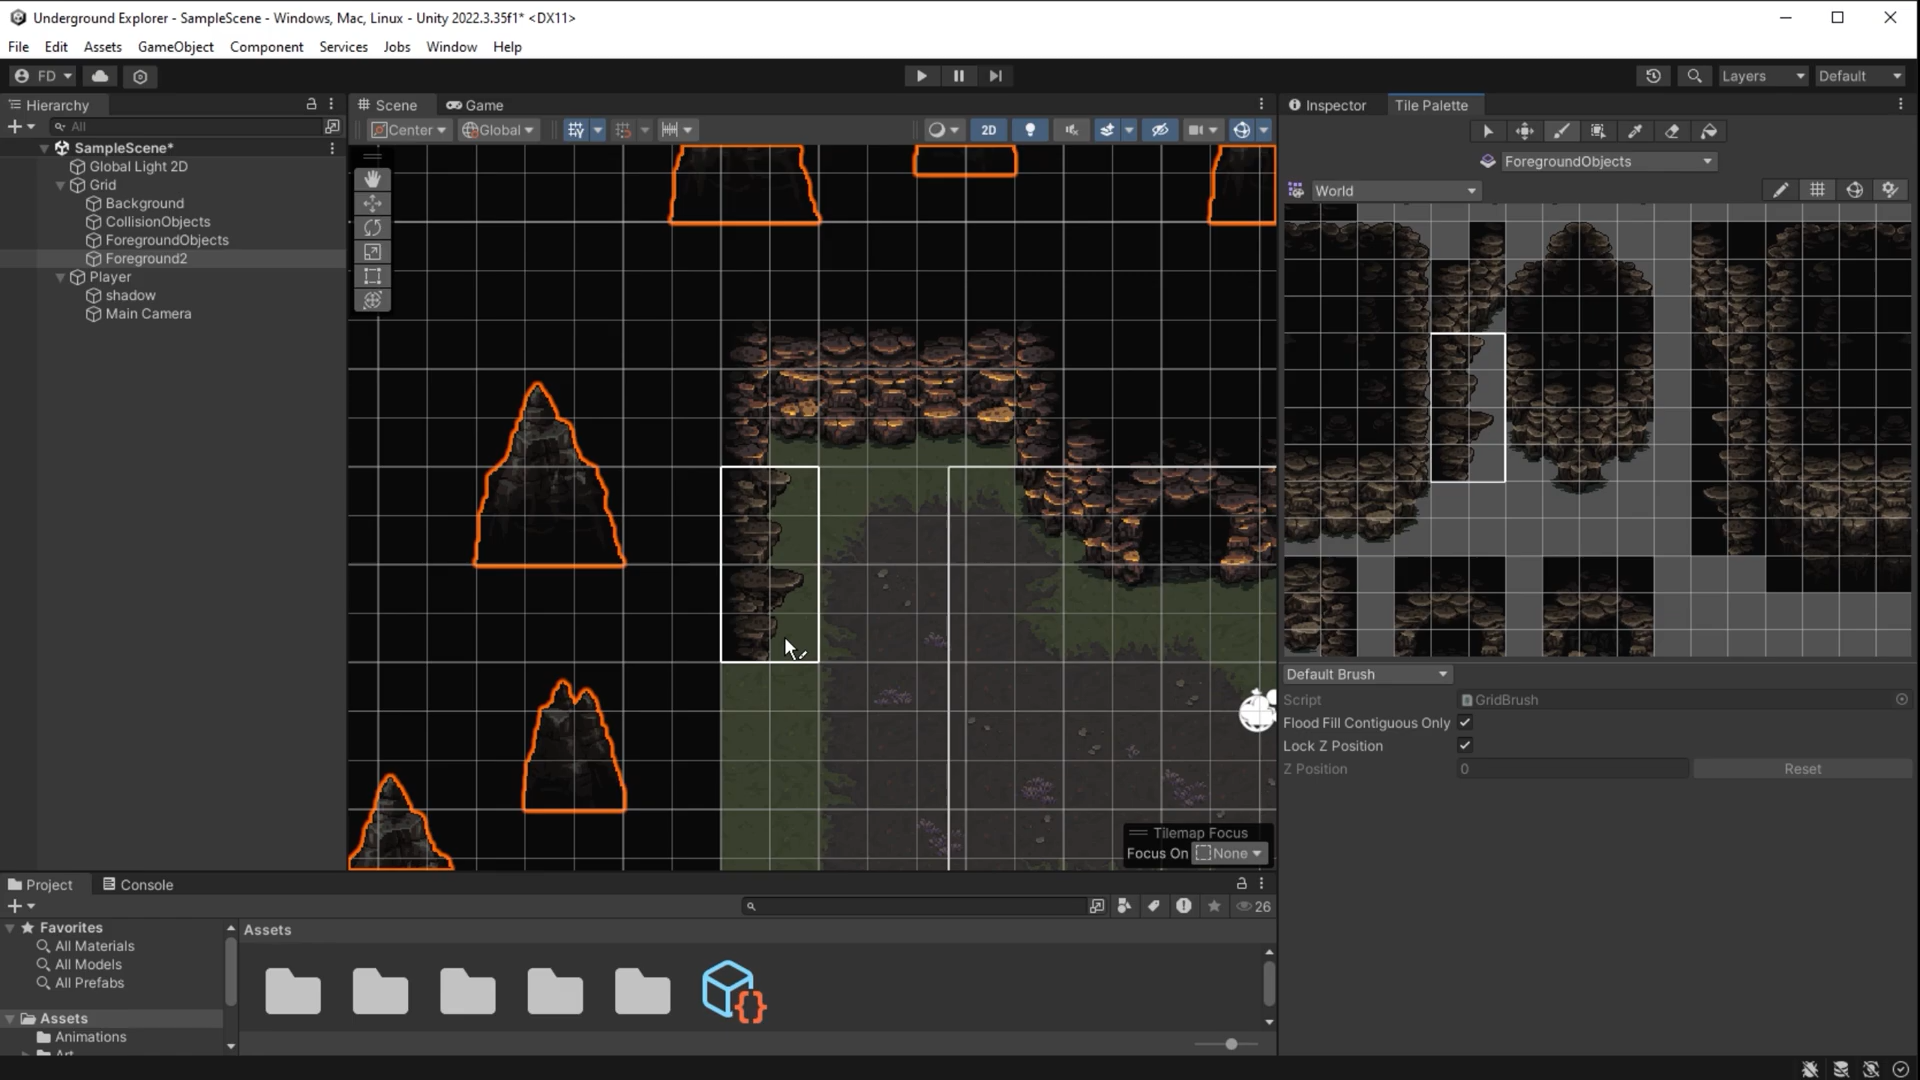 Underground Explorer - SampleScene - Windows, Mac, Linux - Unity 2022.3.35f1* <DX11>
File Edit Assets GameObject Component Services Jobs Window Help
FD
Layers Default
Hierarchy
All
SampleScene*
Global Light 2D
Grid
Background
CollisionObjects
ForegroundObjects
Foreground2
Player
shadow
Main Camera
Scene Game
Center Global 2D
Tilemap Focus
Focus On None
Inspector Tile Palette
ForegroundObjects
World
Default Brush
Script GridBrush
Flood Fill Contiguous Only
Lock Z Position
Z Position 0 Reset
Project Console
26
Favorites
All Materials
All Models
All Prefabs
Assets
Animations
Assets